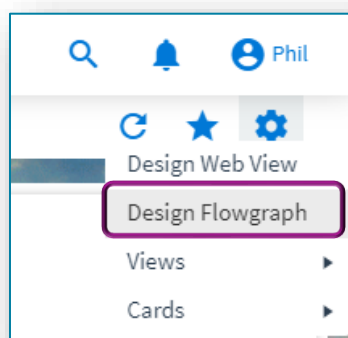 Phil
Design Web View
Design Flowgraph
Views
Cards